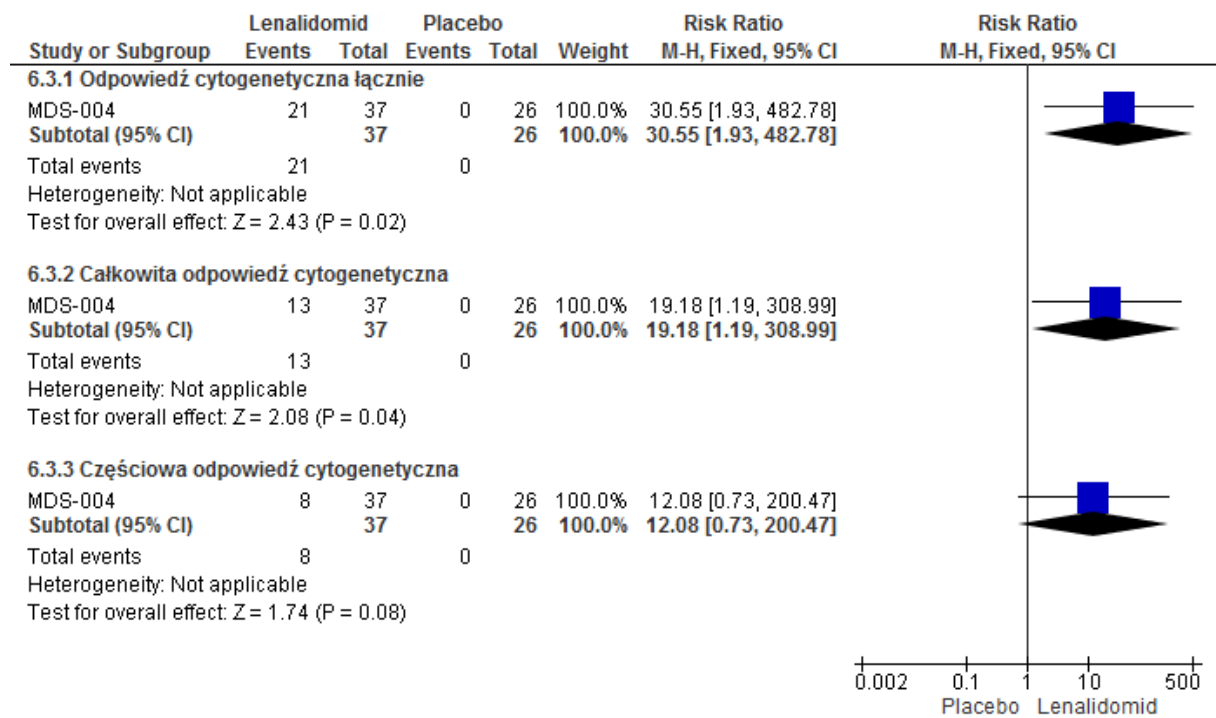 Lenalidomid Placebo Risk Ratio Risk Ratio
Study or Subgroup Events Total Events Total Weight M-H, Fixed, 95% CI M-H, Fixed, 95% CI
6.3.1 Odpowiedź cytogenetyczna łącznie
MDS-004 21 37 0 26 100.0% 30.55 [1.93, 482.78]
Subtotal (95% CI) 37 26 100.0% 30.55 [1.93, 482.78]
Total events 21 0
Heterogeneity: Not applicable
Test for overall effect: Z = 2.43 (P = 0.02)
6.3.2 Całkowita odpowiedź cytogenetyczna
MDS-004 13 37 0 26 100.0% 19.18 [1.19, 308.99]
Subtotal (95% CI) 37 26 100.0% 19.18 [1.19, 308.99]
Total events 13 0
Heterogeneity: Not applicable
Test for overall effect: Z = 2.08 (P = 0.04)
6.3.3 Częściowa odpowiedź cytogenetyczna
MDS-004 8 37 0 26 100.0% 12.08 [0.73, 200.47]
Subtotal (95% CI) 37 26 100.0% 12.08 [0.73, 200.47]
Total events 8 0
Heterogeneity: Not applicable
Test for overall effect: Z = 1.74 (P = 0.08)
0.002 0.1 1 10 500
Placebo Lenalidomid